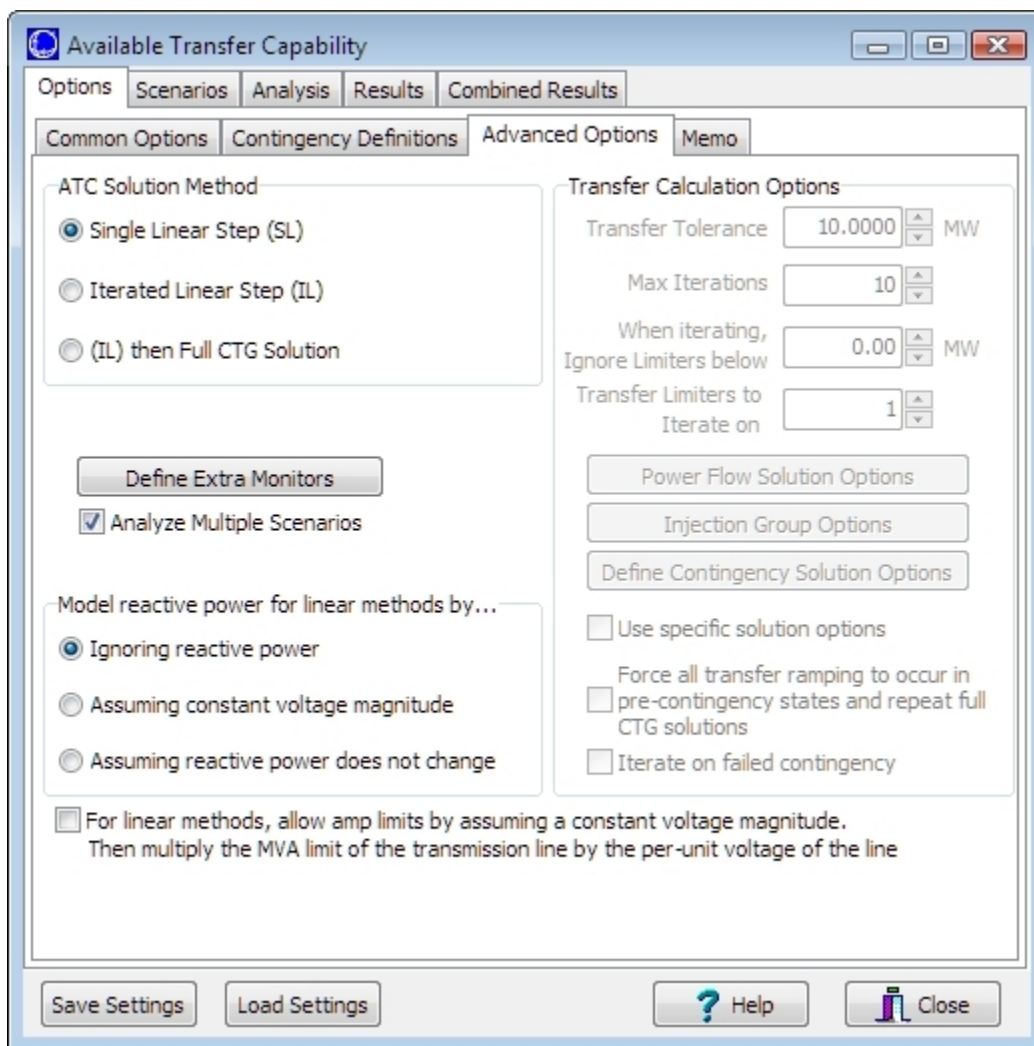 Available Transfer Capability
Options Scenarios Analysis Results Combined Results
Common Options Contingency Definitions Advanced Options Memo
ATC Solution Method
Single Linear Step (SL)
Iterated Linear Step (IL)
(IL) then Full CTG Solution
Define Extra Monitors
Analyze Multiple Scenarios
Model reactive power for linear methods by...
Ignoring reactive power
Assuming constant voltage magnitude
Assuming reactive power does not change
Transfer Calculation Options
Transfer Tolerance 10.0000 MW
Max Iterations 10
When iterating,
Ignore Limiters below 0.00 MW
Transfer Limiters to
Iterate on 1
Power Flow Solution Options
Injection Group Options
Define Contingency Solution Options
Use specific solution options
Force all transfer ramping to occur in
pre-contingency states and repeat full
CTG solutions
Iterate on failed contingency
For linear methods, allow amp limits by assuming a constant voltage magnitude.
Then multiply the MVA limit of the transmission line by the per-unit voltage of the line
Save Settings Load Settings ? Help Close